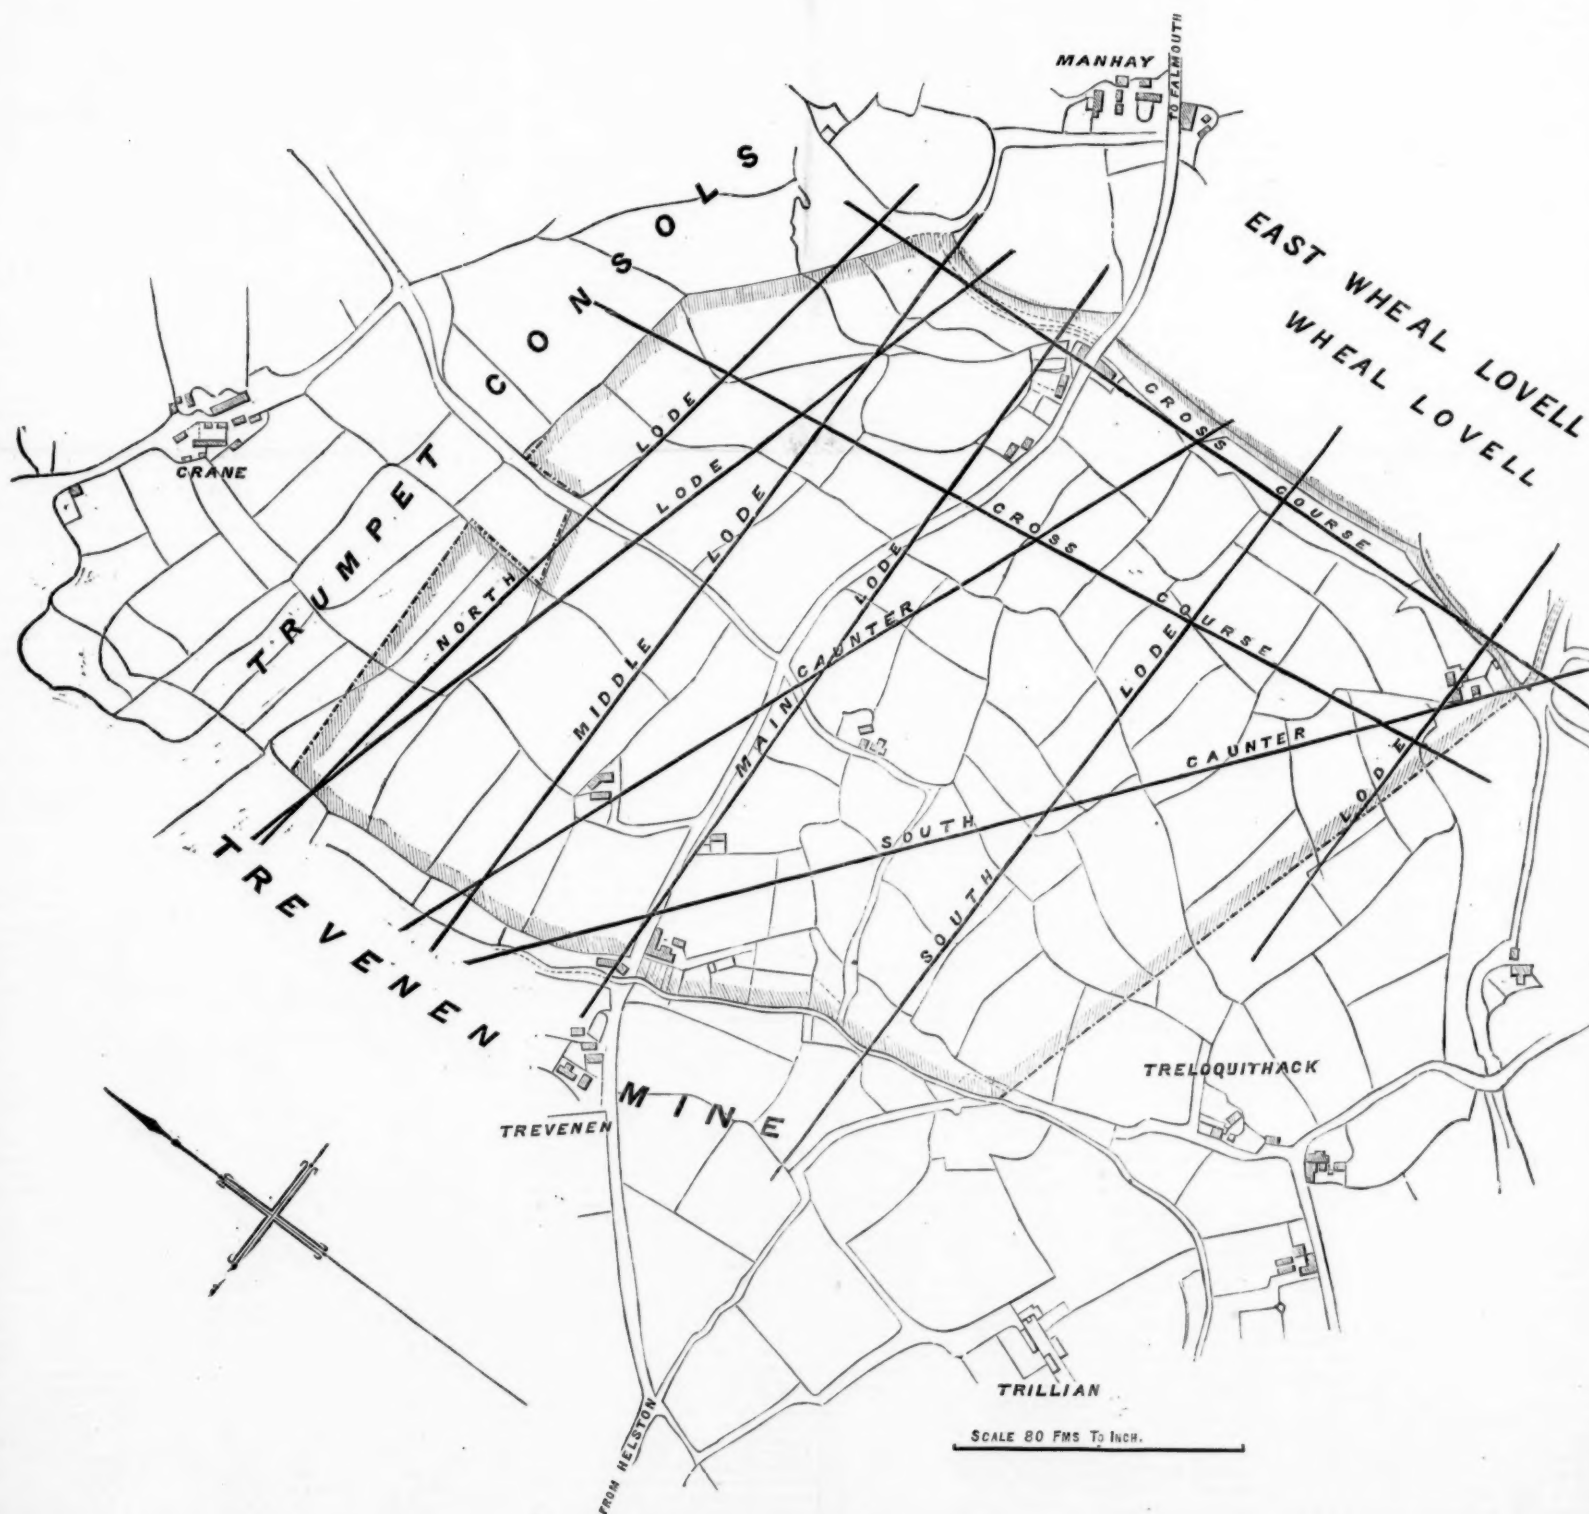 MANHAY
TO FALMOUTH
TRUMPET CONSOLS
EAST WHEAL LOVELL
WHEAL LOVELL
CRANE
NORTH LODE
LODE
MIDDLE LODE
MAIN LODE
CAUNTER
CROSS COURSE
CROSS COURSE
SOUTH LODE
SOUTH CAUNTER
LODE
TREVENEN MINE
TREVENEN
TRELOQUITHACK
TRILLIAN
FROM HELSTON
SCALE 80 FMS TO INCH.